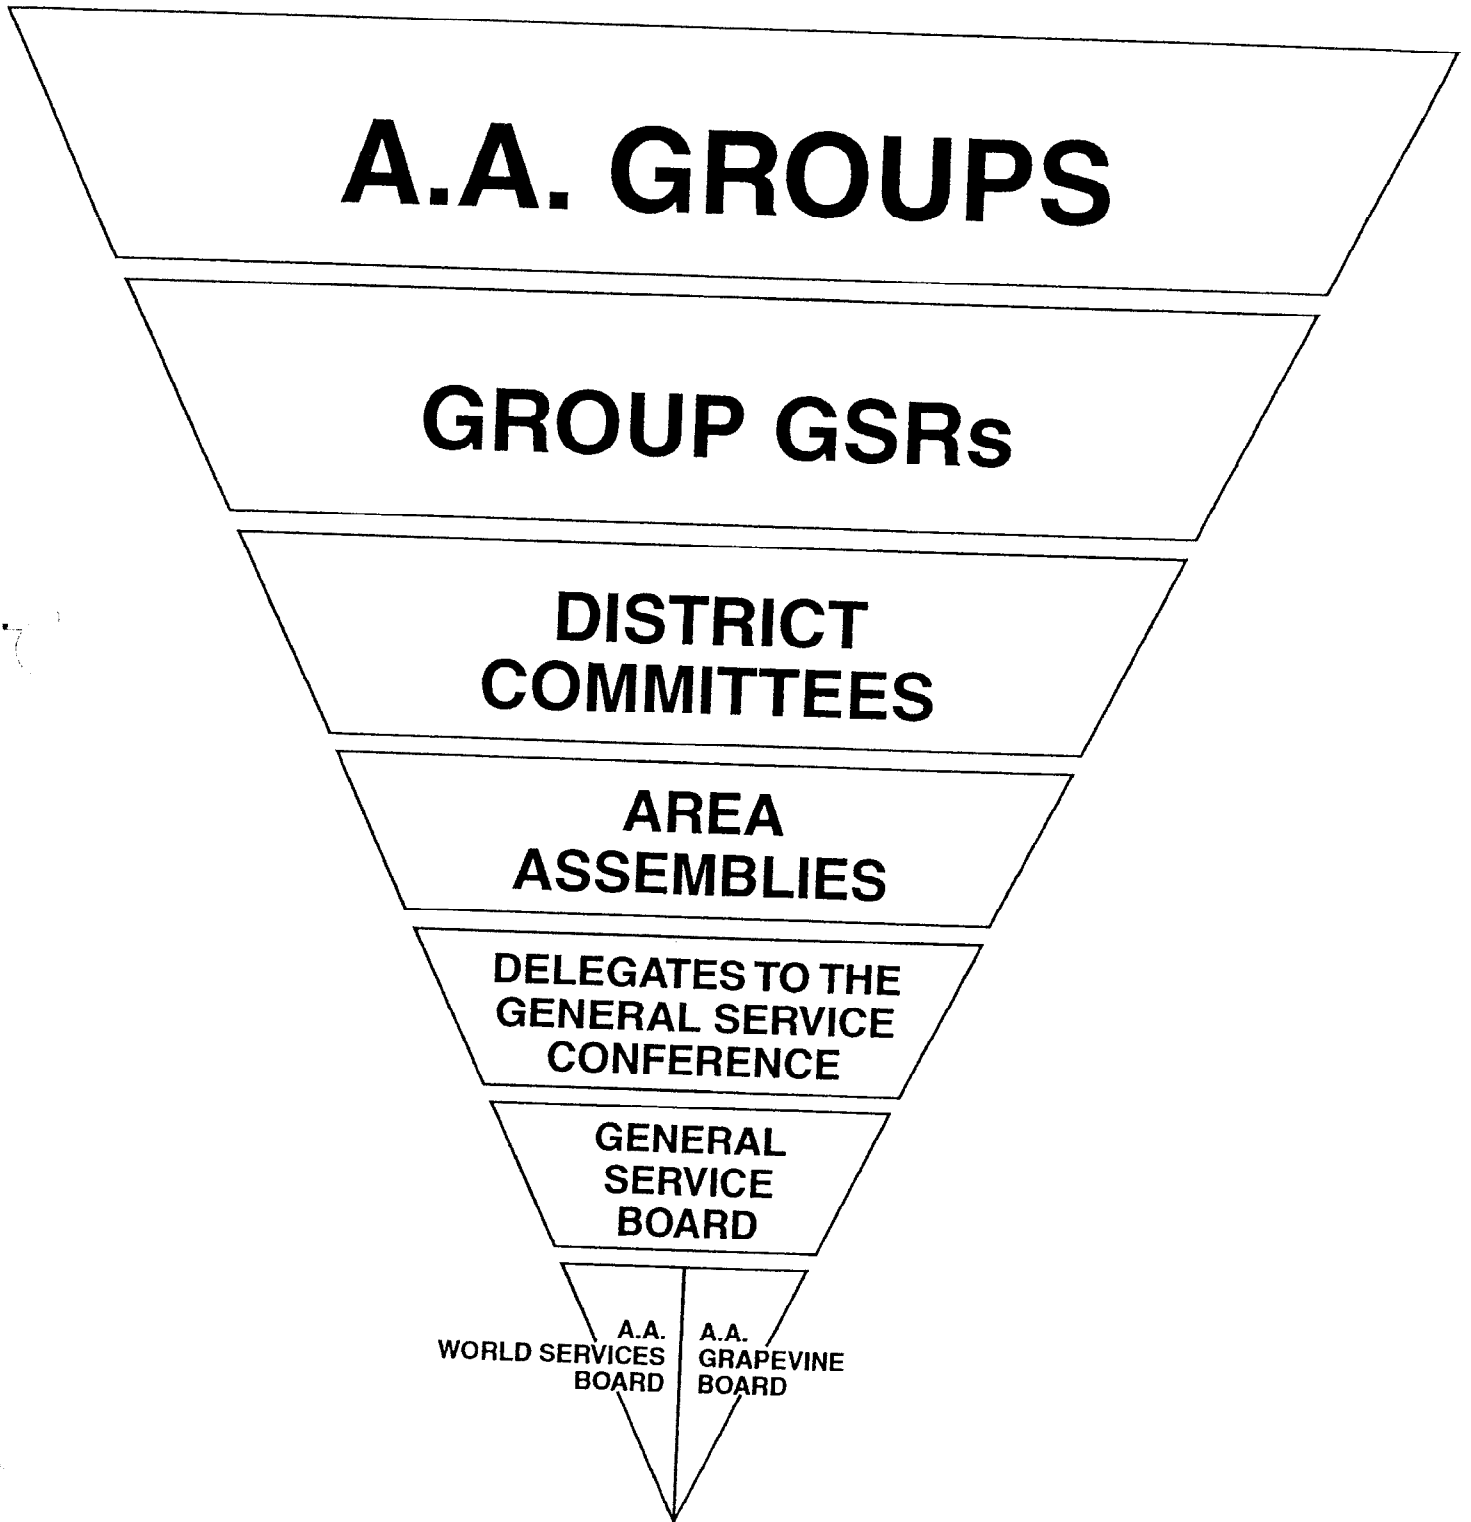 A.A. GROUPS
GROUP GSRs
DISTRICT
COMMITTEES
AREA
ASSEMBLIES
DELEGATES TO THE
GENERAL SERVICE
CONFERENCE
GENERAL
SERVICE
BOARD
A.A.
WORLD SERVICES
BOARD
A.A.
GRAPEVINE
BOARD